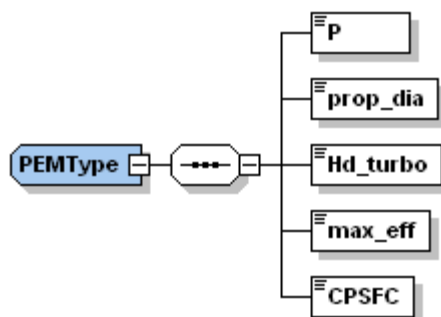 P
prop_dia
PEMType
Hd_turbo
max_eff
CPSFC